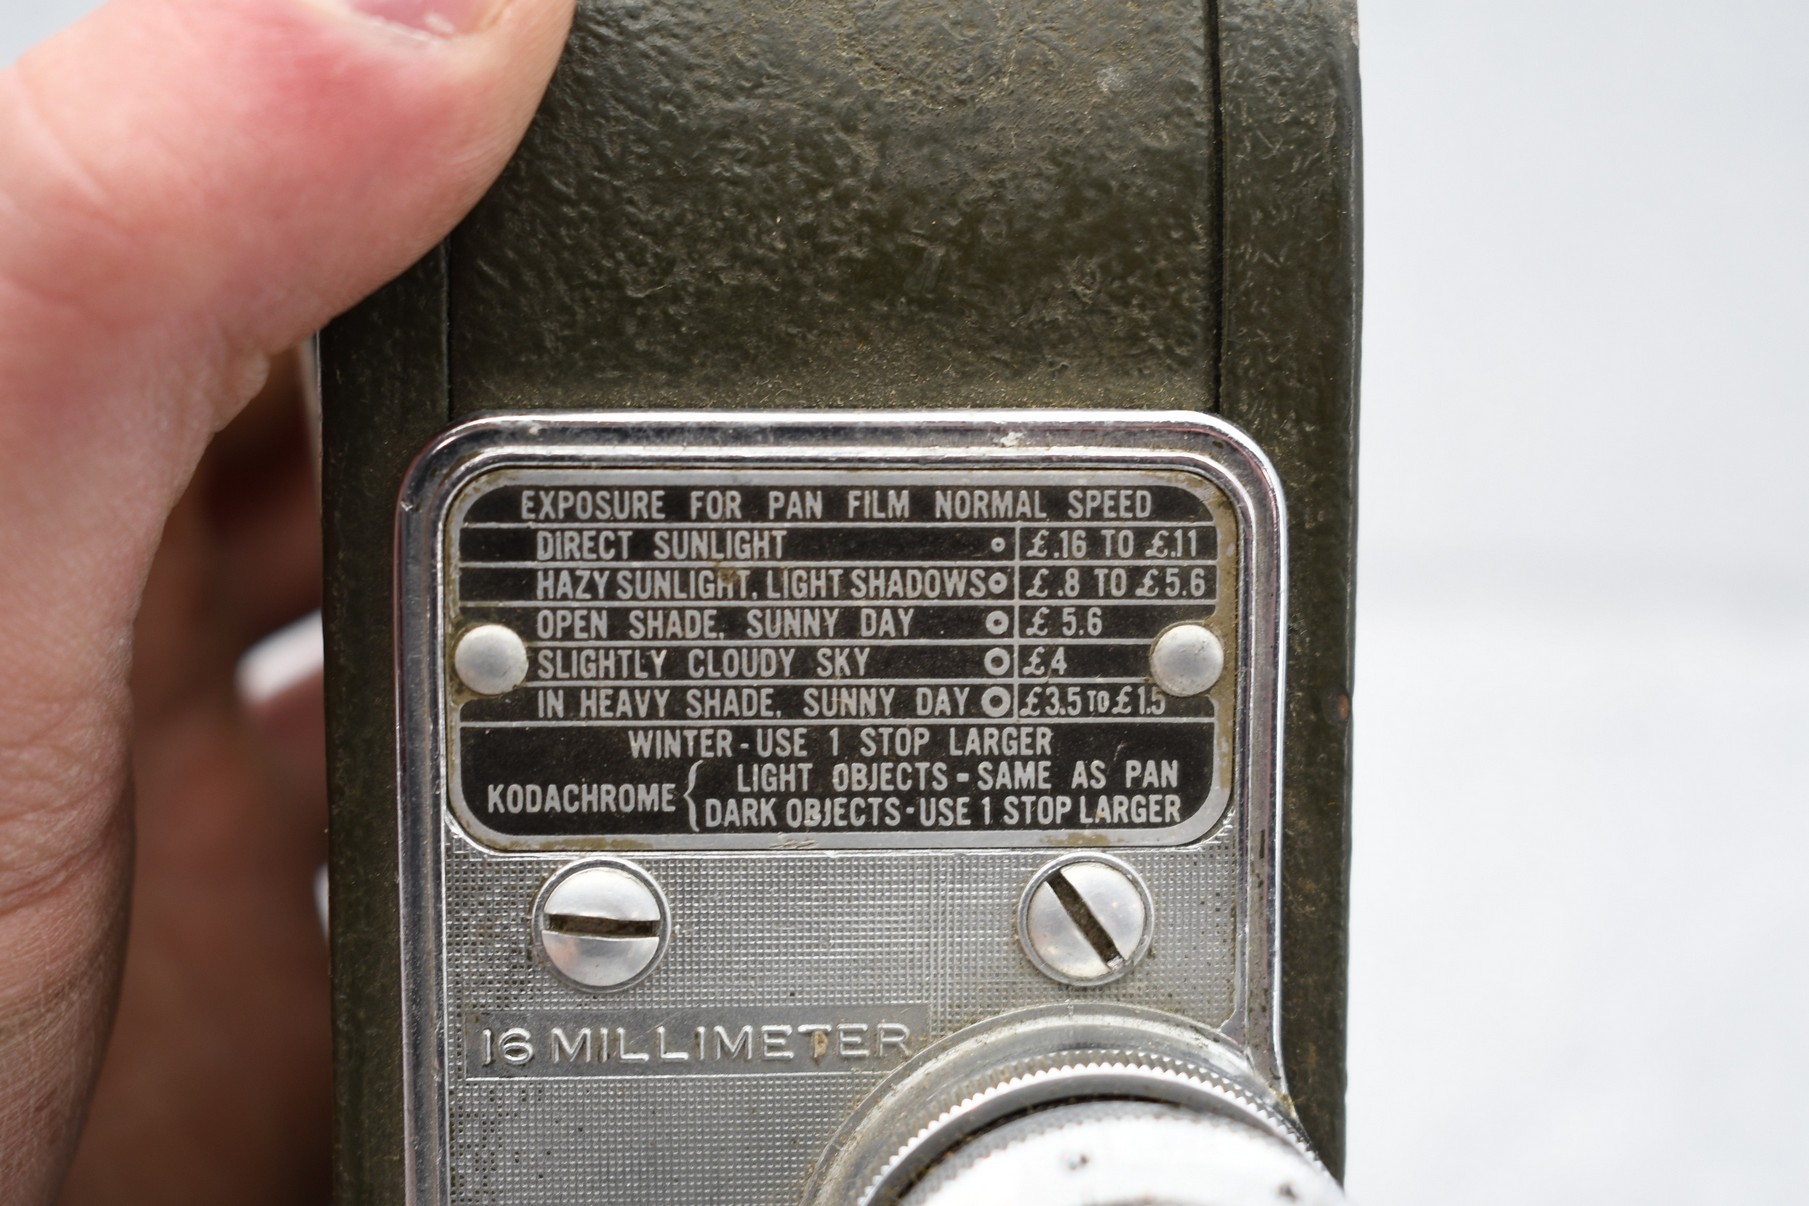 EXPOSURE FOR PAN FILM NORMAL SPEED
DIRECT SUNLIGHT £.16 TO £.11
HAZY SUNLIGHT. LIGHT SHADOWS £.8 TO £5.6
OPEN SHADE. SUNNY DAY £ 5.6
SLIGHTLY CLOUDY SKY £4
IN HEAVY SHADE. SUNNY DAY £3.5 TO £1.5
WINTER - USE 1 STOP LARGER
KODACHROME { LIGHT OBJECTS - SAME AS PAN
DARK OBJECTS - USE 1 STOP LARGER
16 MILLIMETER